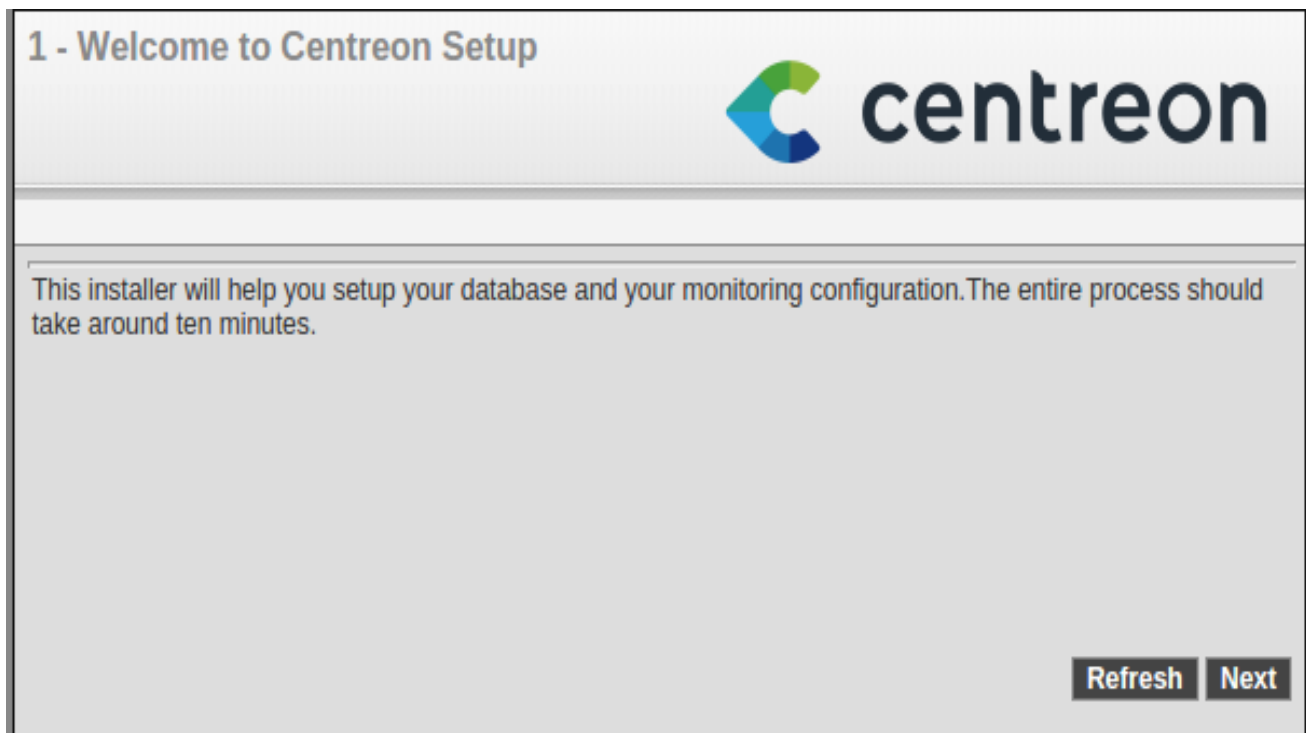 1 - Welcome to Centreon Setup
centreon
This installer will help you setup your database and your monitoring configuration.The entire process should
take around ten minutes.
Refresh Next